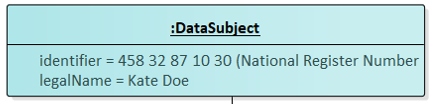 :DataSubject
identifier = 458 32 87 10 30 (National Register Number
legalName = Kate Doe